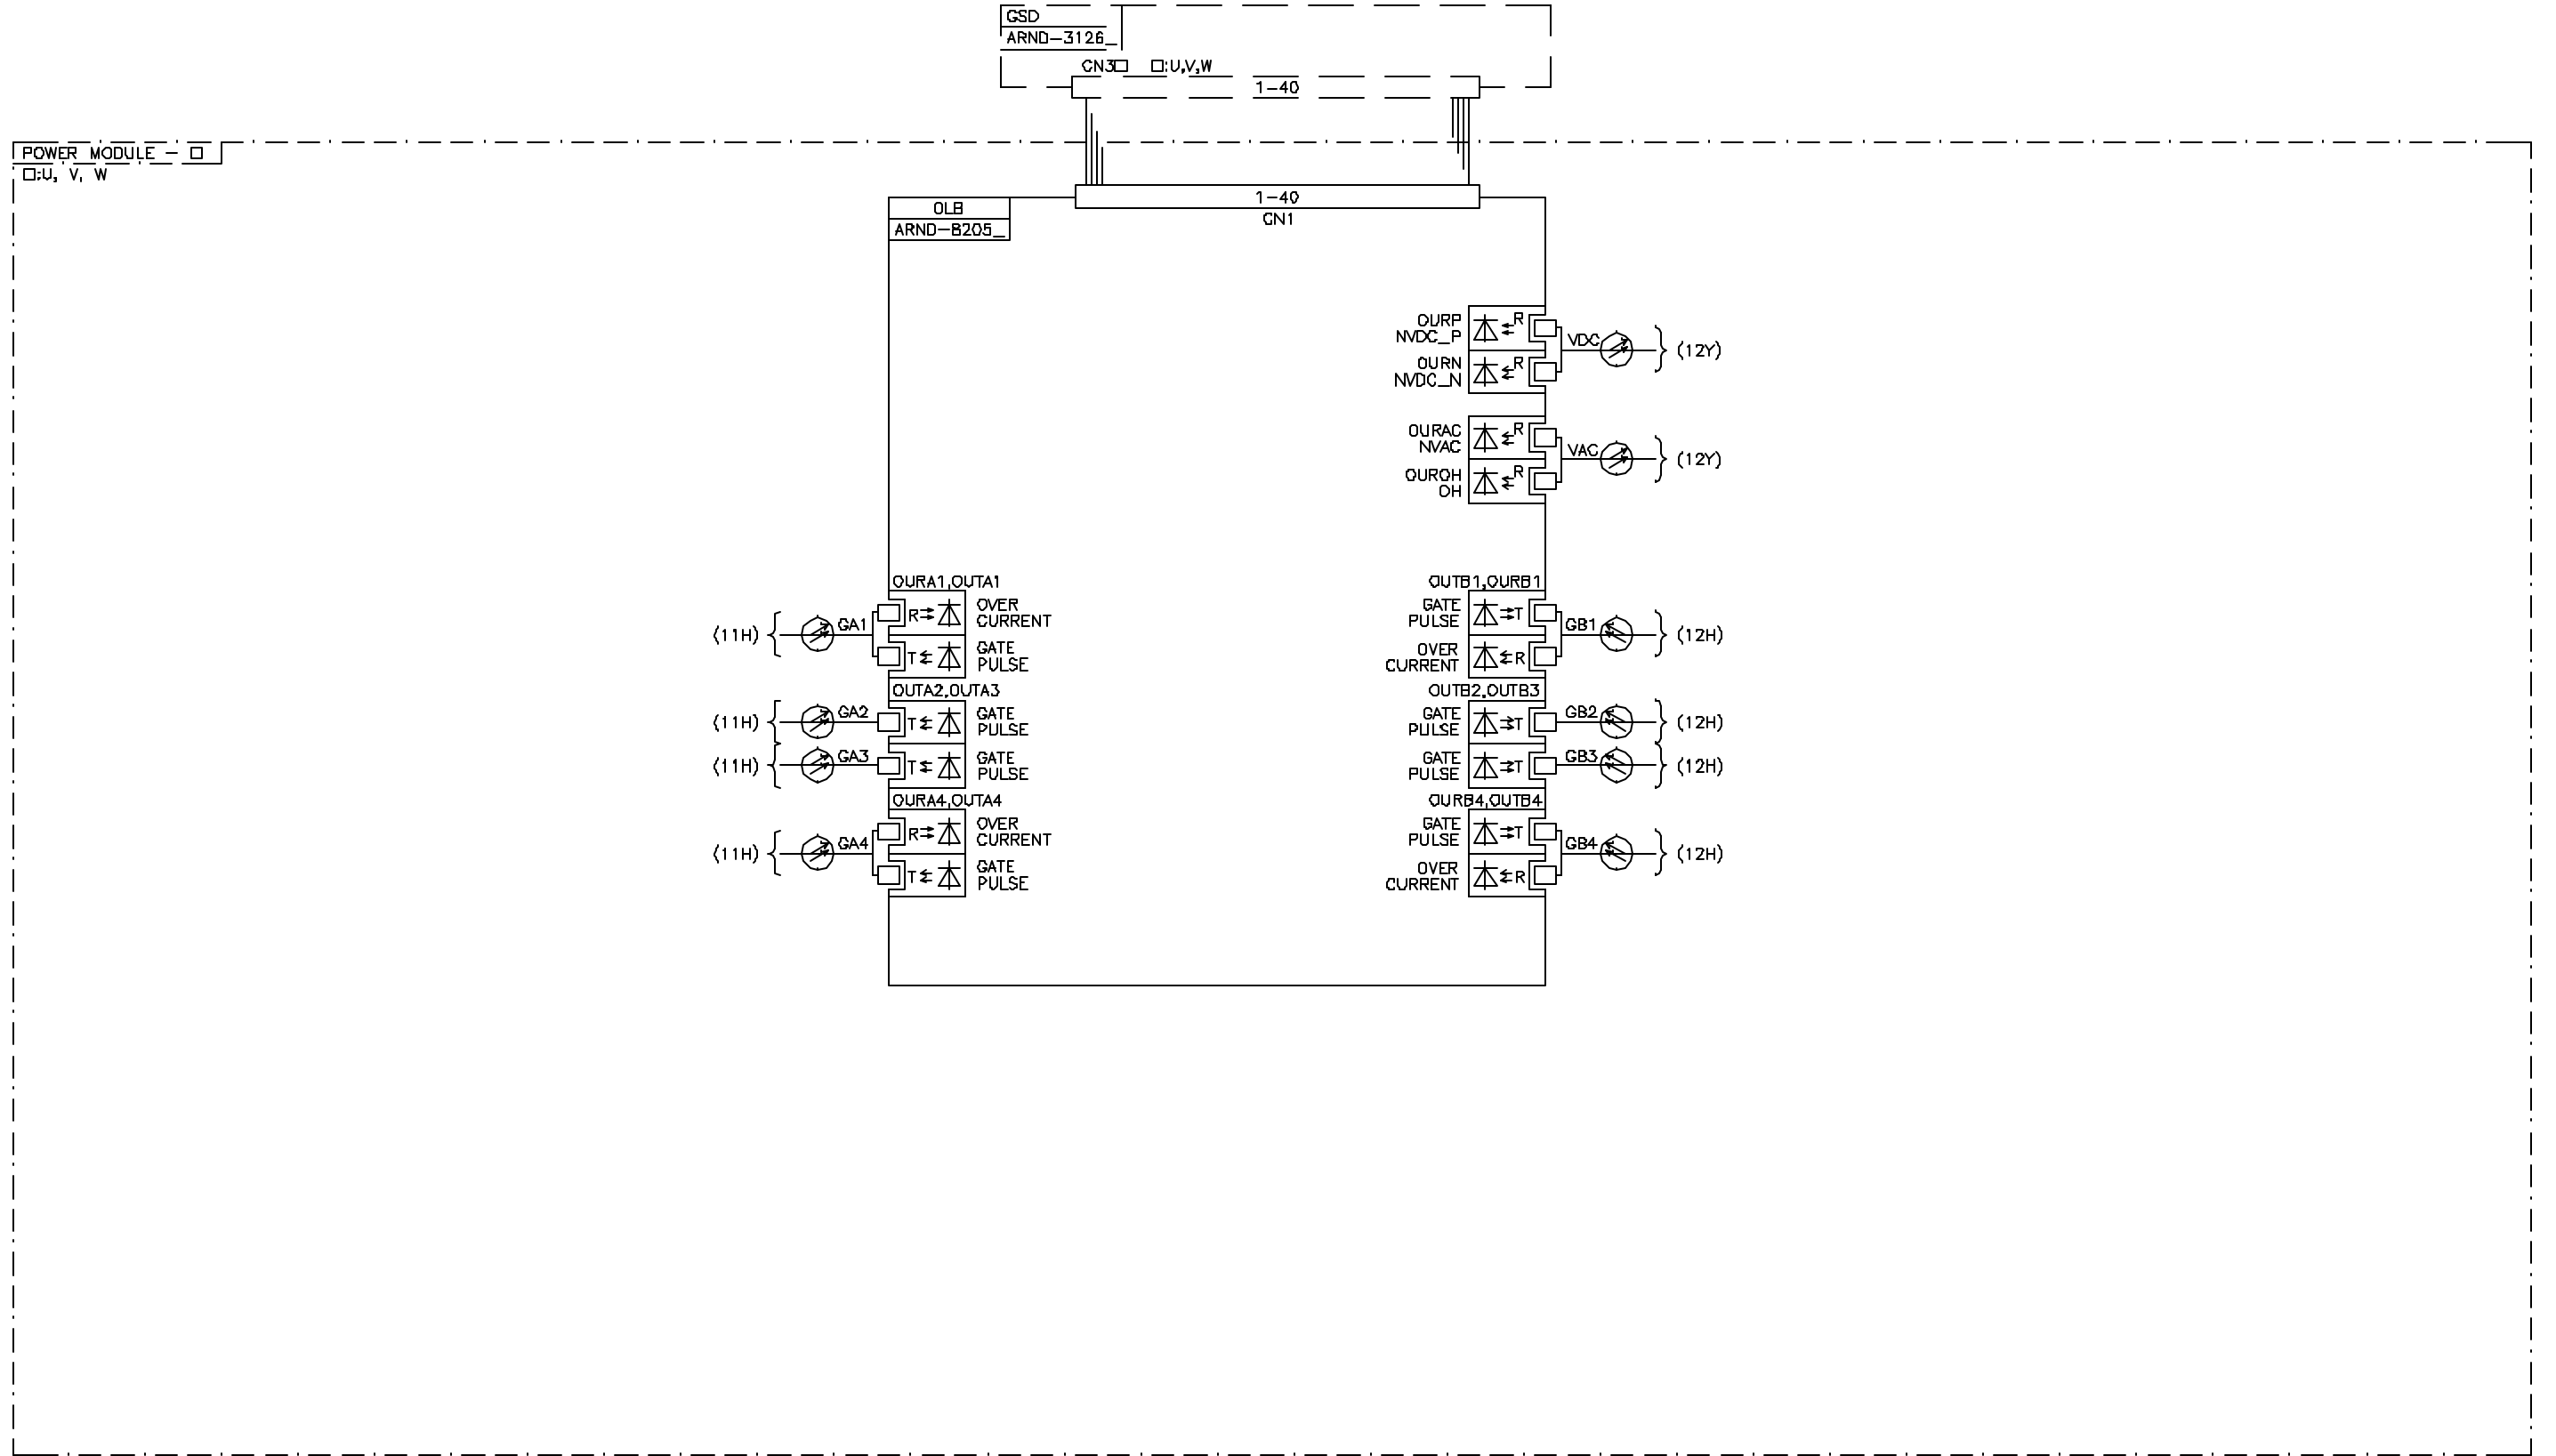 GSD
ARND-3126_
CN3□ □:U,V,W
1-40
POWER MODULE - □
□:U, V, W
1-40
CN1
OLB
ARND-8205_
OURP
NVDC_P
R
VDC
(12Y)
OURN
NVDC_N
R
OURAC
NVAC
R
VAC
(12Y)
OUROH
OH
R
OURA1,OUTA1
R
OVER
CURRENT
(11H)
GA1
T
GATE
PULSE
OUTA2,OUTA3
(11H)
GA2
T
GATE
PULSE
(11H)
GA3
T
GATE
PULSE
OURA4,OUTA4
R
OVER
CURRENT
(11H)
GA4
T
GATE
PULSE
OUTB1,OURB1
GATE
PULSE
T
GB1
(12H)
OVER
CURRENT
R
OUTB2,OUTB3
GATE
PULSE
T
GB2
(12H)
GATE
PULSE
T
GB3
(12H)
OURB4,OUTB4
GATE
PULSE
T
GB4
(12H)
OVER
CURRENT
R